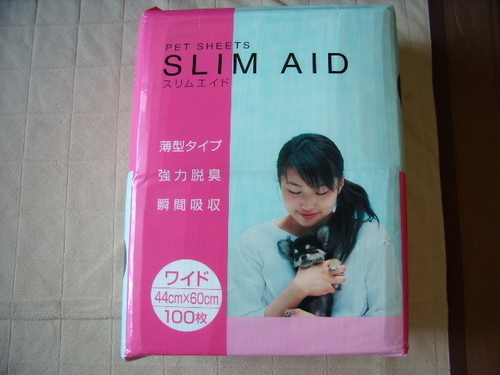 PET SHEETS
SLIM AID
スリムエイド
薄型タイプ
強力脱臭
瞬間吸収
ワイド
44cm×60cm
100枚